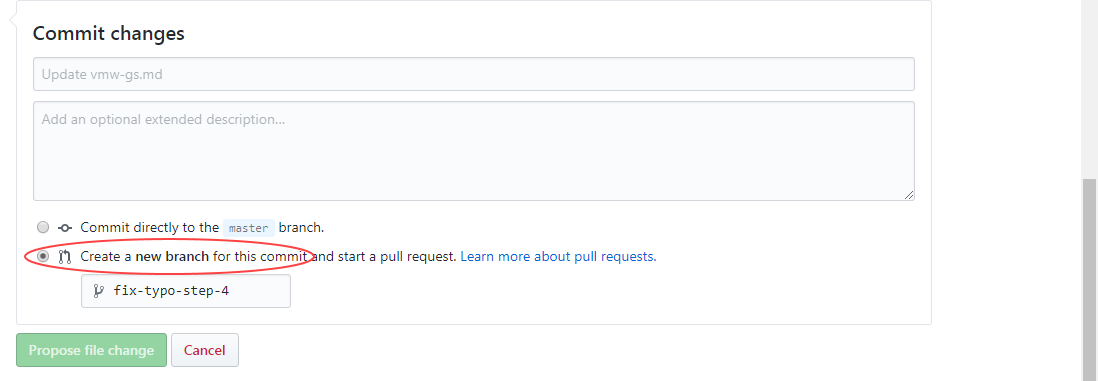 Commit changes
Update vmw-gs.md
Add an optional extended description...
Commit directly to the master branch.
Create a new branch for this commit and start a pull request. Learn more about pull requests.
fix-typo-step-4
Propose file change Cancel